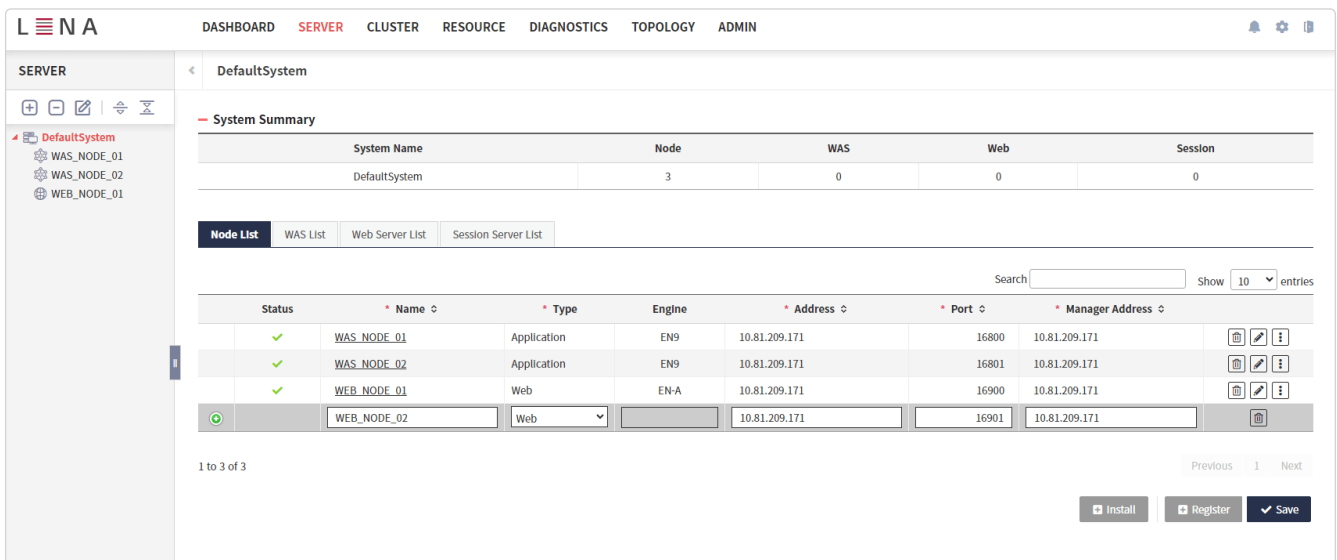 LENA DASHBOARD SERVER CLUSTER RESOURCE DIAGNOSTICS TOPOLOGY ADMIN
SERVER
DefaultSystem
DefaultSystem
WAS_NODE_01
WAS_NODE_02
WEB_NODE_01
System Summary
System Name Node WAS Web Session
DefaultSystem 3 0 0 0
Node List WAS List Web Server List Session Server List
Search Show 10 entries
Status * Name * Type Engine * Address * Port * Manager Address
WAS_NODE_01 Application EN9 10.81.209.171 16800 10.81.209.171
WAS_NODE_02 Application EN9 10.81.209.171 16801 10.81.209.171
WEB_NODE_01 Web EN-A 10.81.209.171 16900 10.81.209.171
WEB_NODE_02 Web 10.81.209.171 16901 10.81.209.171
1 to 3 of 3
Previous 1 Next
Install Register Save